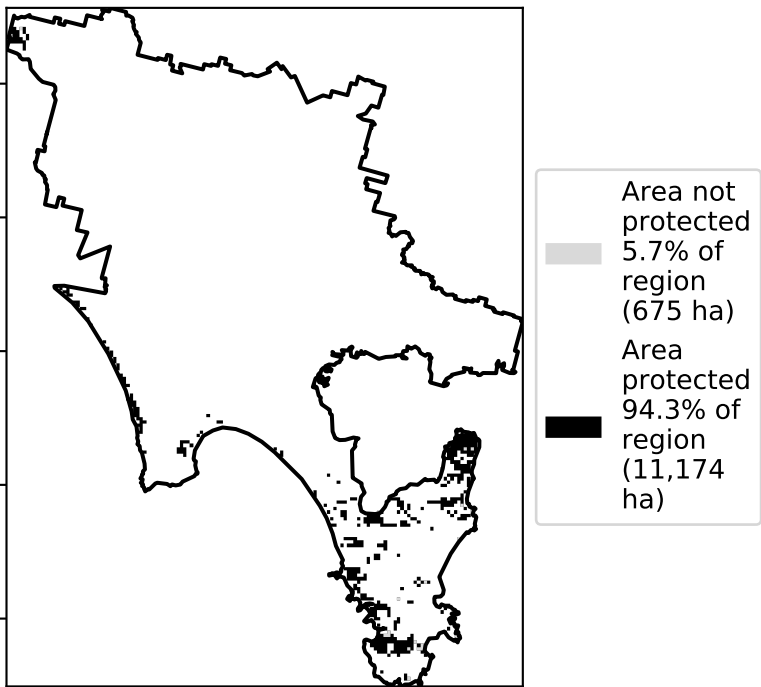 Area not
protected
5.7% of
region
(675 ha)
Area
protected
94.3% of
region
(11,174
ha)